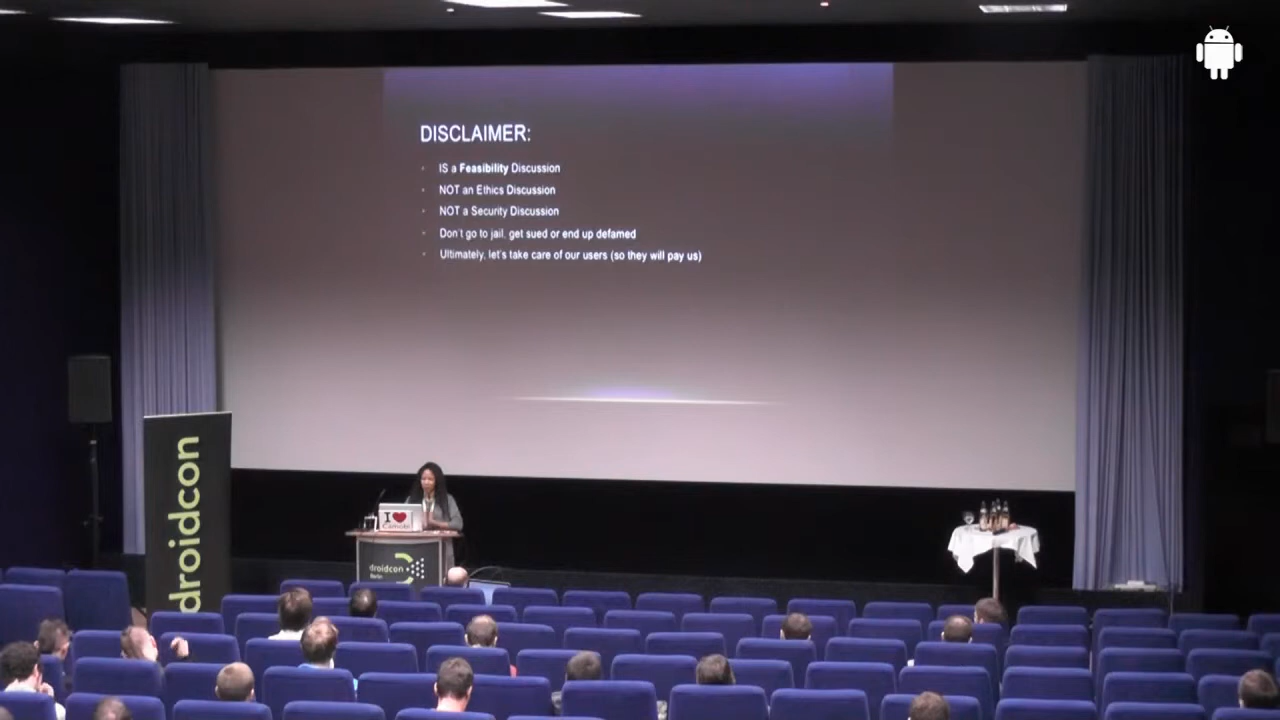 DISCLAIMER:
IS a Feasibility Discussion
NOT an Ethics Discussion
NOT a Security Discussion
Don't go to jail, get sued or end up defamed
Ultimately, let's take care of our users (so they will pay us)
droidcon
I
droidcon
Berlin